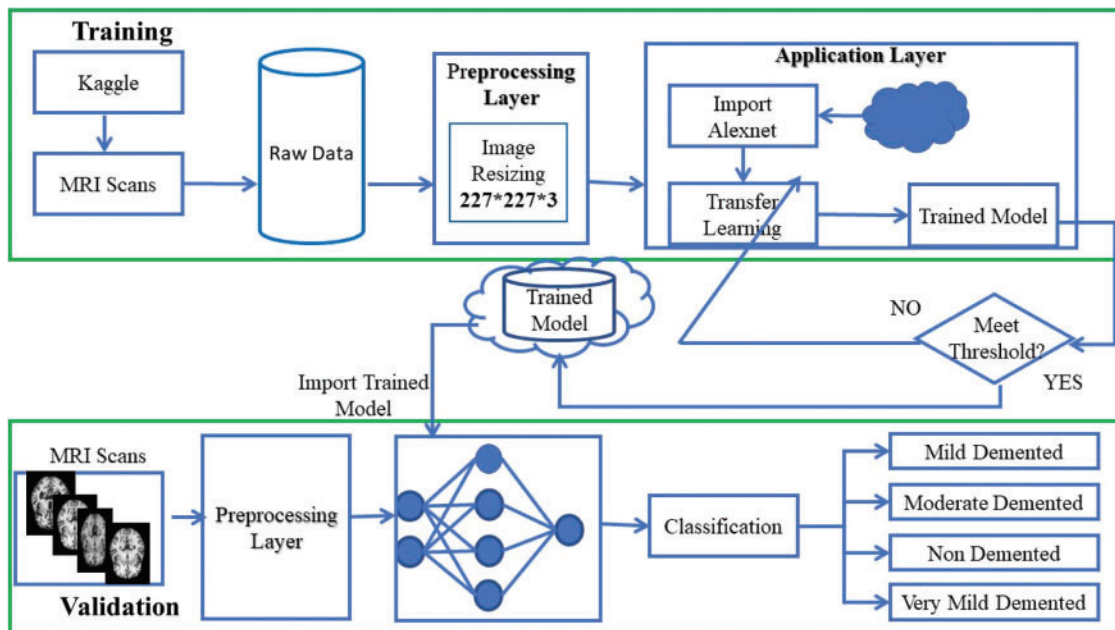 Training
Kaggle
MRI Scans
Raw Data
Preprocessing
Layer
Image
Resizing
227*227*3
Application Layer
Import
Alexnet
Transfer
Learning
Trained Model
Trained
Model
NO
Meet
Threshold?
YES
Import Trained
Model
MRI Scans
Validation
Preprocessing
Layer
Classification
Mild Demented
Moderate Demented
Non Demented
Very Mild Demented